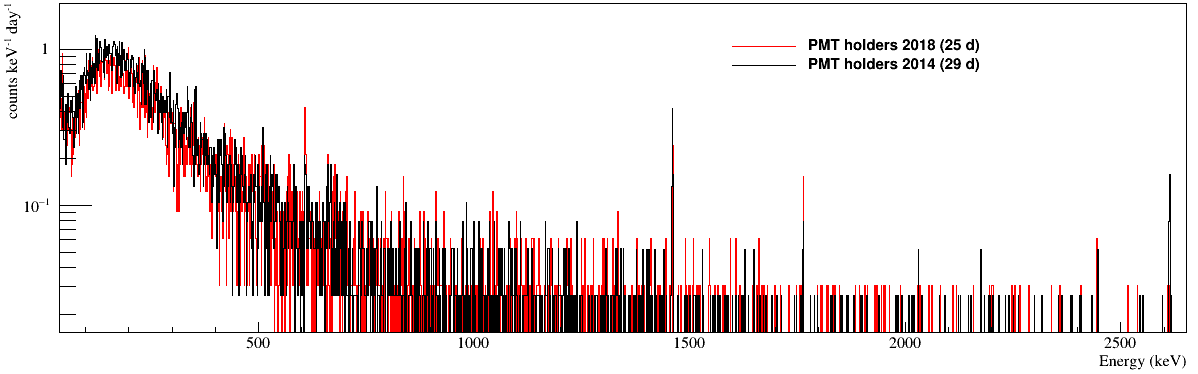 counts keV⁻¹ day⁻¹
1
10⁻¹
PMT holders 2018 (25 d)
PMT holders 2014 (29 d)
500 1000 1500 2000 2500
Energy (keV)